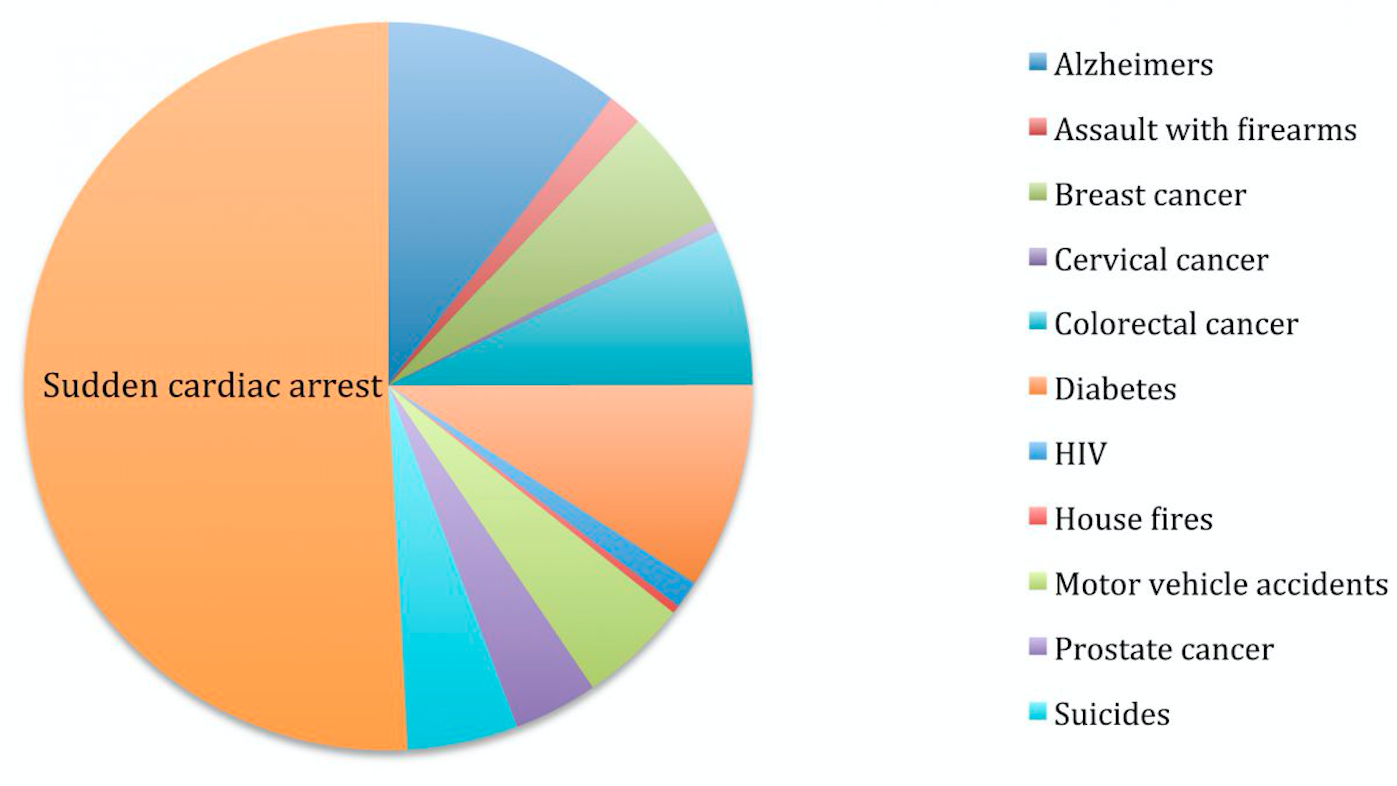 Sudden cardiac arrest
Alzheimers
Assault with firearms
Breast cancer
Cervical cancer
Colorectal cancer
Diabetes
HIV
House fires
Motor vehicle accidents
Prostate cancer
Suicides